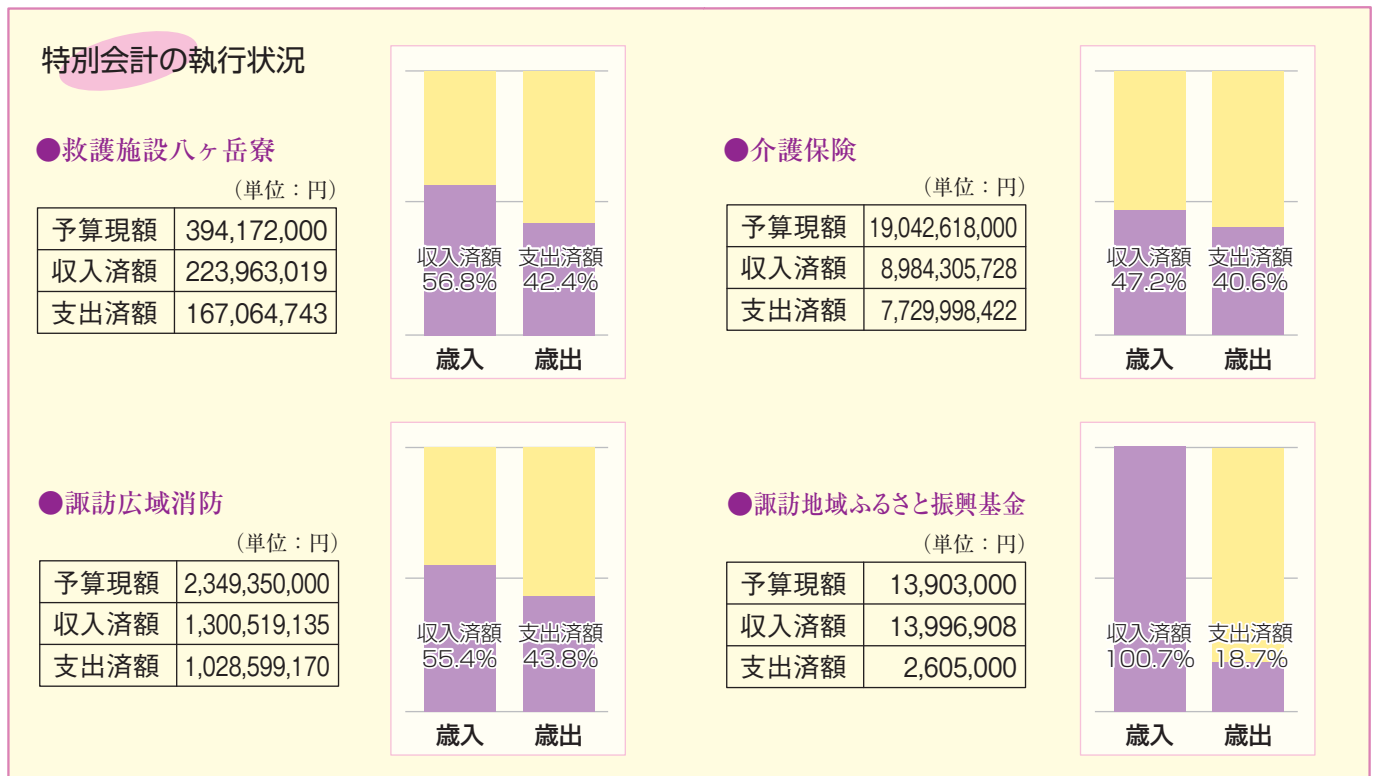 特別会計の執行状況
●救護施設八ヶ岳寮
（単位：円）
予算現額 394,172,000
収入済額 223,963,019
支出済額 167,064,743
収入済額 支出済額
56.8% 42.4%
歳入 歳出
●介護保険
（単位：円）
予算現額 19,042,618,000
収入済額 8,984,305,728
支出済額 7,729,998,422
収入済額 支出済額
47.2% 40.6%
歳入 歳出
●諏訪広域消防
（単位：円）
予算現額 2,349,350,000
収入済額 1,300,519,135
支出済額 1,028,599,170
収入済額 支出済額
55.4% 43.8%
歳入 歳出
●諏訪地域ふるさと振興基金
（単位：円）
予算現額 13,903,000
収入済額 13,996,908
支出済額 2,605,000
収入済額 支出済額
100.7% 18.7%
歳入 歳出